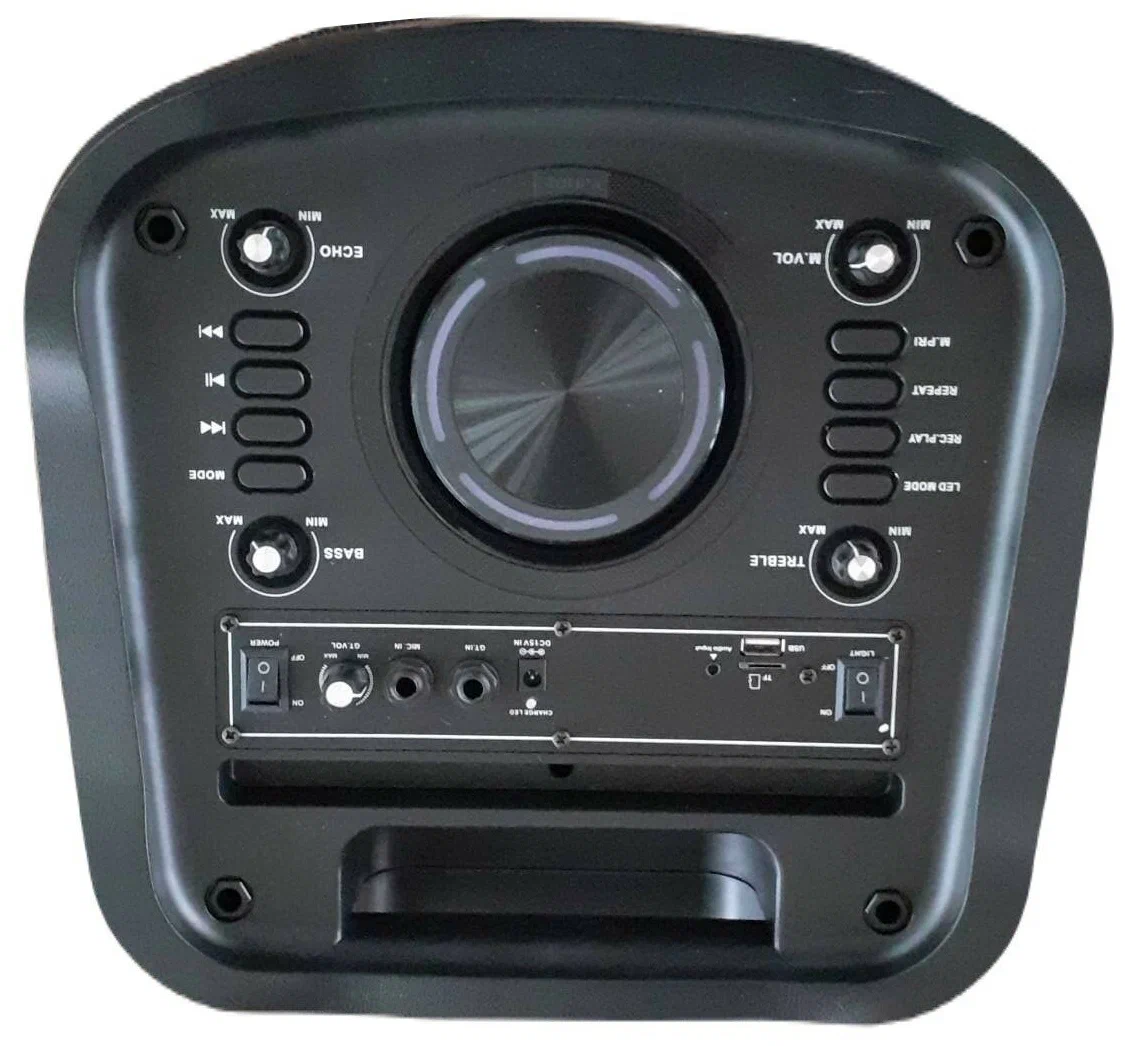 ON
OFF
LIGHT
TF
USB
Audio Input
CHARGE LED
DC15V IN
GT.IN
MIC. IN
MIN MAX
GT.VOL
ON
OFF
POWER
TREBLE
MIN MAX
BASS
MIN MAX
LED MODE
REC.PLAY
REPEAT
M.PRI
MODE
M.VOL
MIN MAX
ECHO
MIN MAX